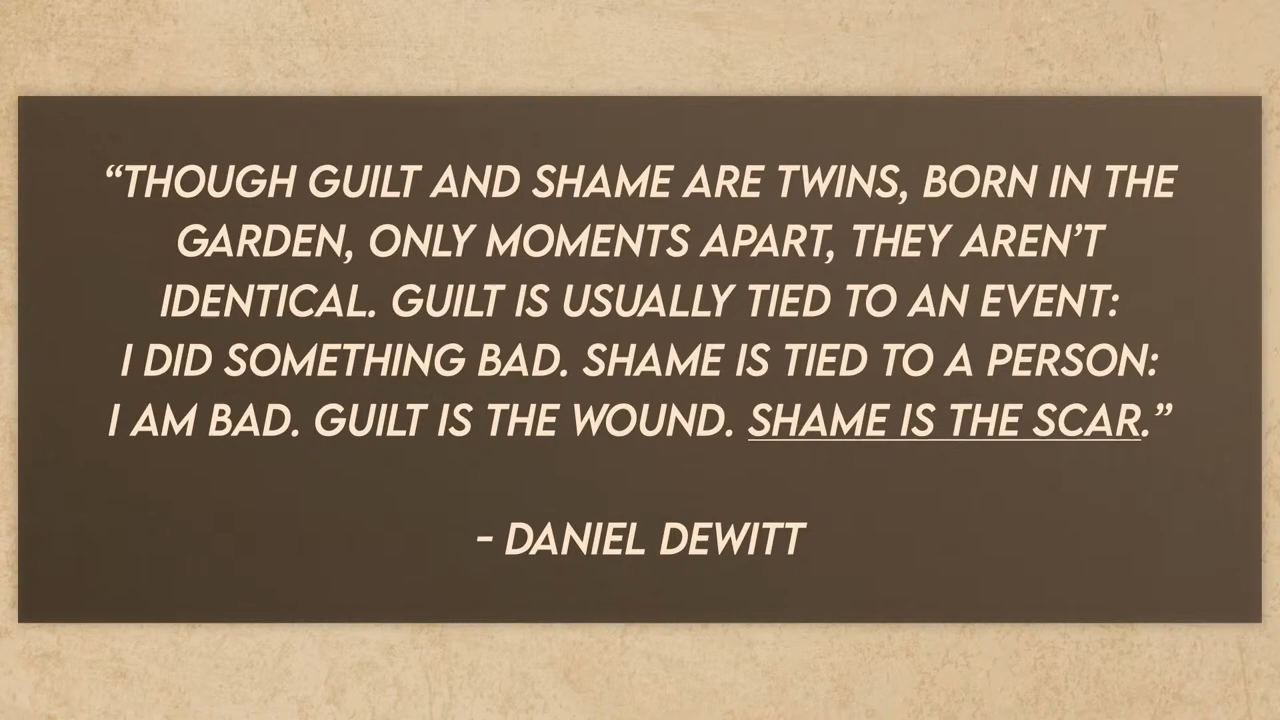 “THOUGH GUILT AND SHAME ARE TWINS, BORN IN THE
GARDEN, ONLY MOMENTS APART, THEY AREN’T
IDENTICAL. GUILT IS USUALLY TIED TO AN EVENT:
I DID SOMETHING BAD. SHAME IS TIED TO A PERSON:
I AM BAD. GUILT IS THE WOUND. SHAME IS THE SCAR.”
- DANIEL DEWITT